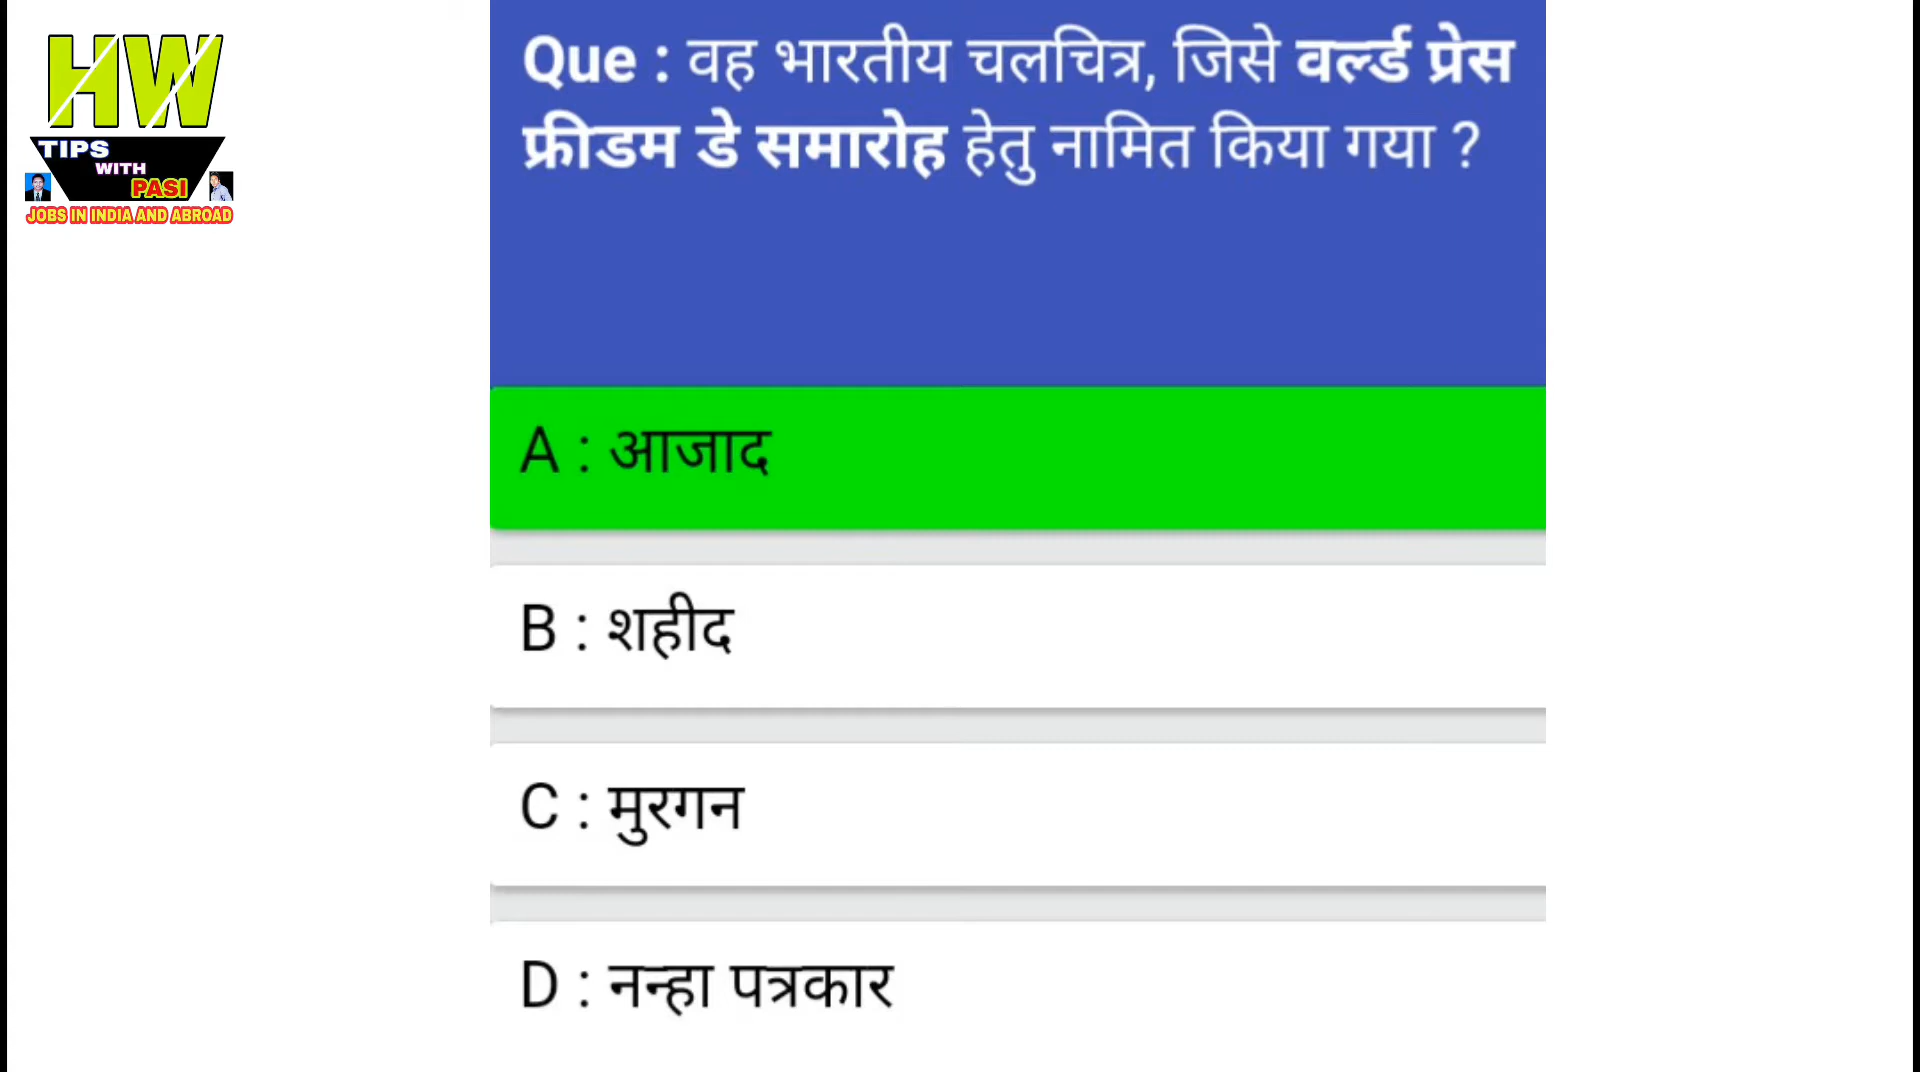 HW
TIPS
WITH
PASI
JOBS IN INDIA AND ABROAD
Que : वह भारतीय चलचित्र, जिसे वर्ल्ड प्रेस
फ्रीडम डे समारोह हेतु नामित किया गया ?
A : आजाद
B : शहीद
C : मुरगन
D : नन्हा पत्रकार